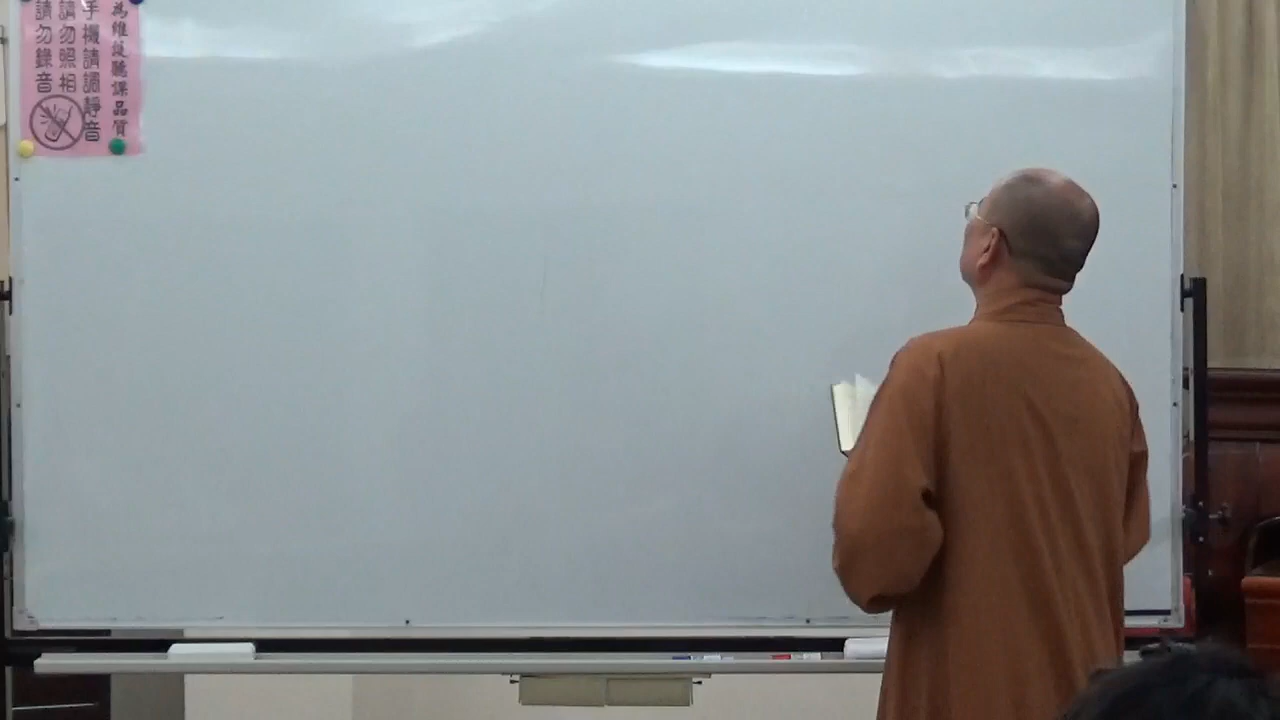 為維護聽課品質
手機請調靜音
請勿照相
請勿錄音